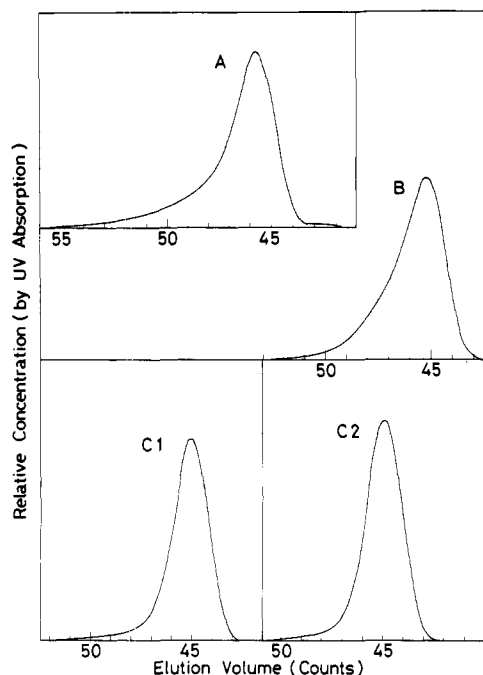 A
55 50 45
B
50 45
Relative Concentration (by UV Absorption)
C1
C2
50 45 50 45
Elution Volume (Counts)